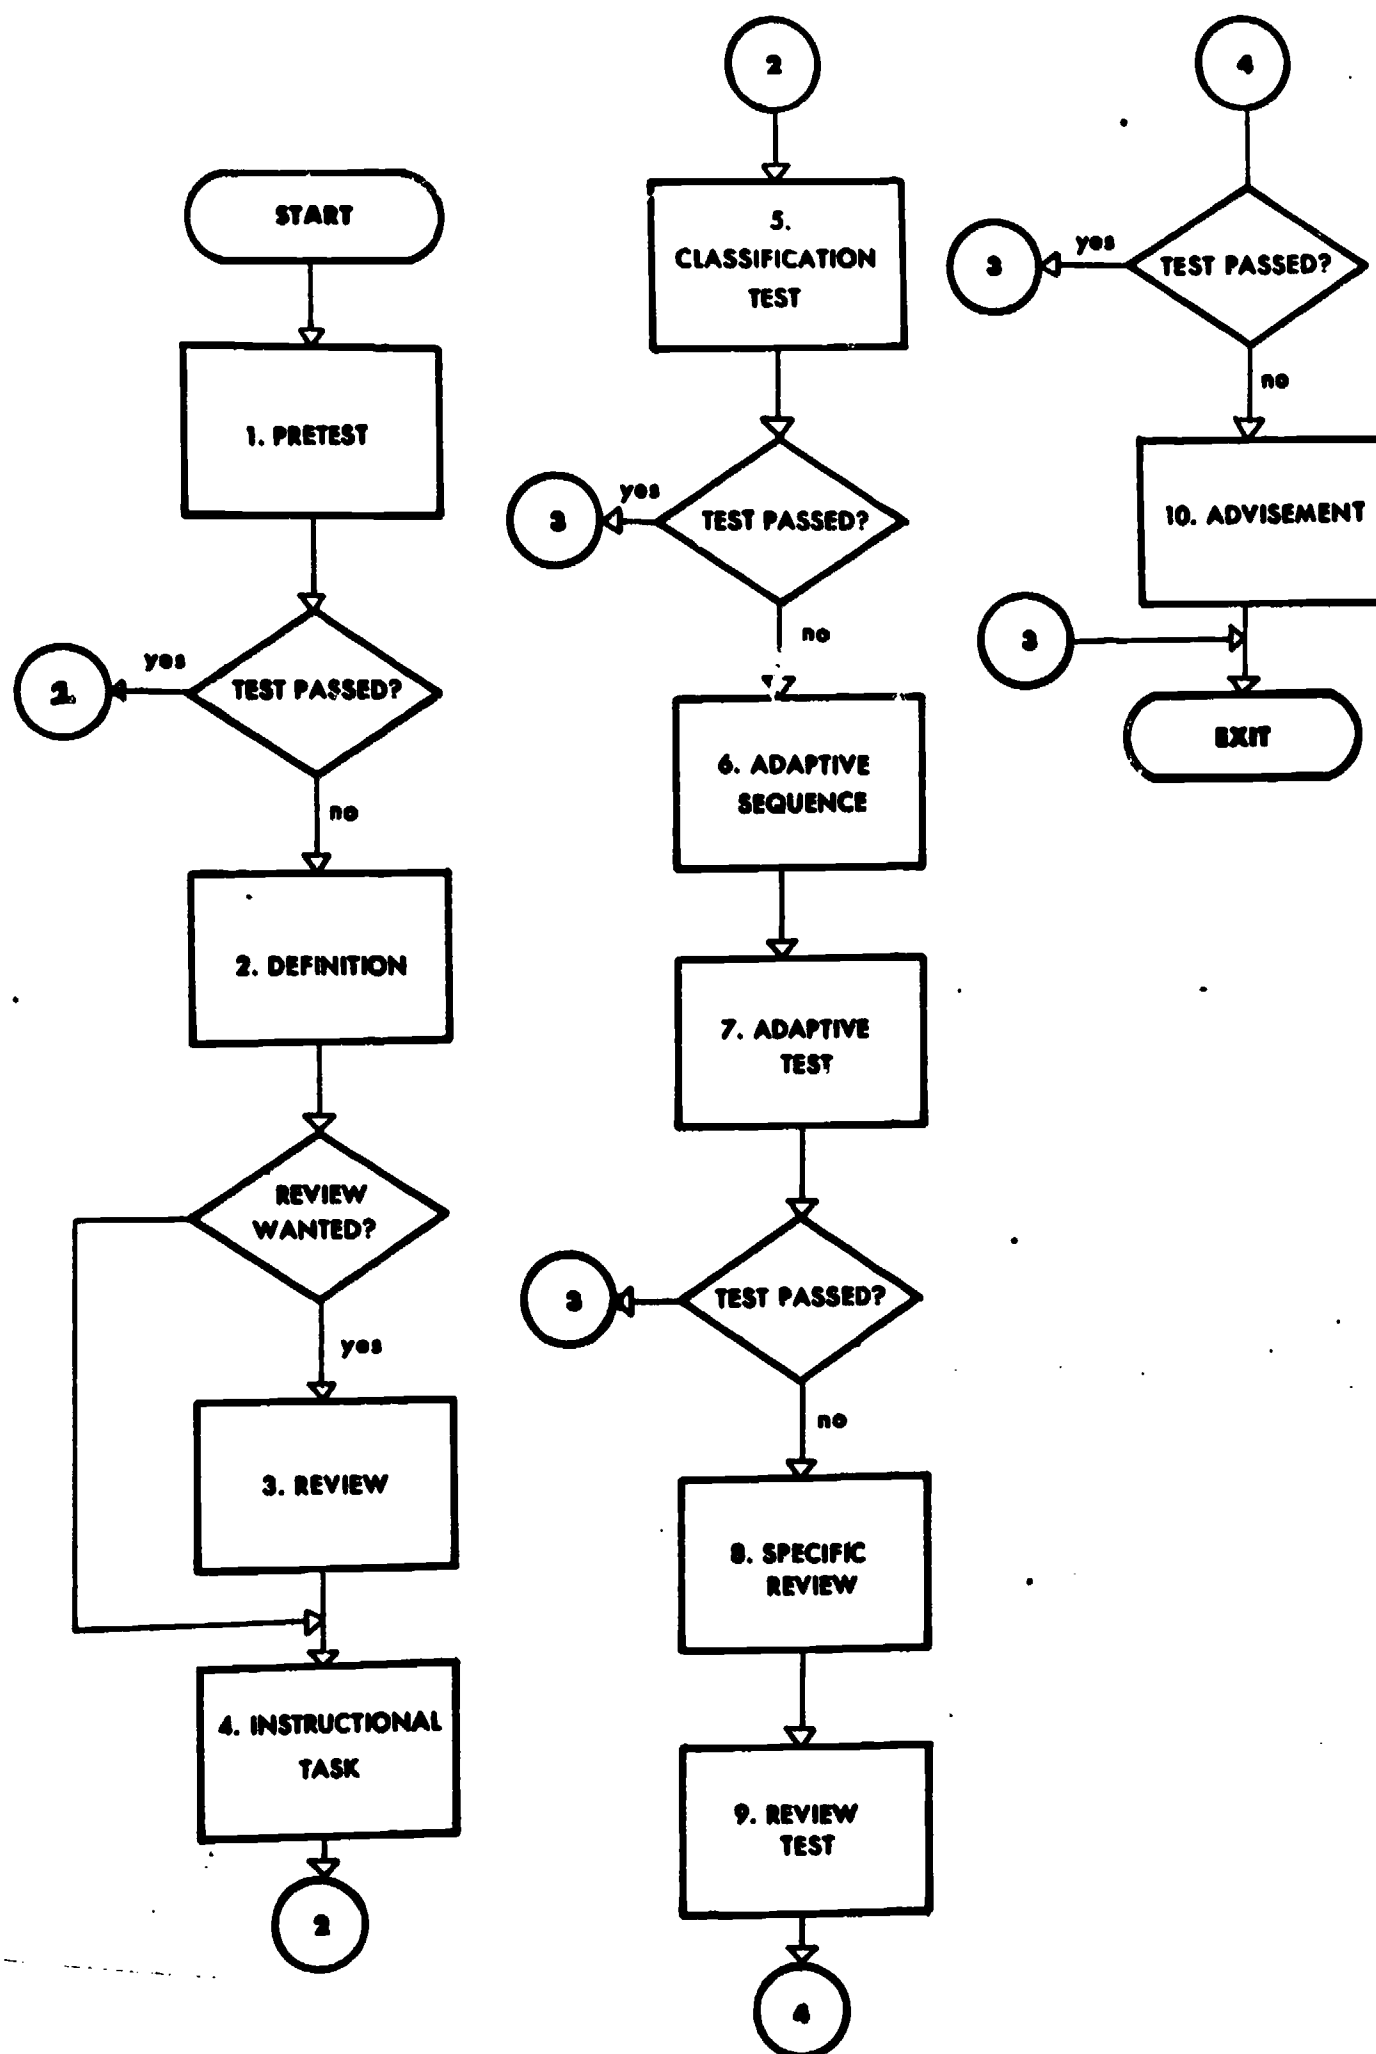 START
1. PRETEST
TEST PASSED?
yes
2
no
2. DEFINITION
REVIEW
WANTED?
yes
3. REVIEW
4. INSTRUCTIONAL
TASK
2
2
5.
CLASSIFICATION
TEST
TEST PASSED?
yes
3
no
6. ADAPTIVE
SEQUENCE
7. ADAPTIVE
TEST
TEST PASSED?
3
no
8. SPECIFIC
REVIEW
9. REVIEW
TEST
4
4
TEST PASSED?
yes
3
no
10. ADVISEMENT
3
EXIT